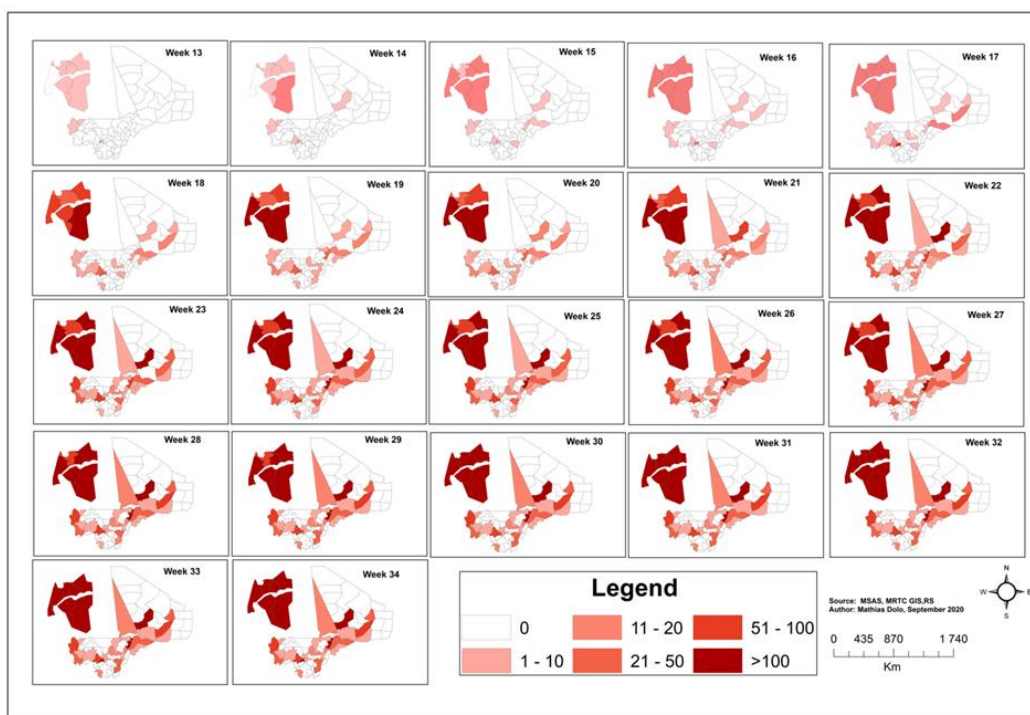 Week 13
Week 14
Week 15
Week 16
Week 17
Week 18
Week 19
Week 20
Week 21
Week 22
Week 23
Week 24
Week 25
Week 26
Week 27
Week 28
Week 29
Week 30
Week 31
Week 32
Week 33
Week 34
Legend
0
11 - 20
51 - 100
1 - 10
21 - 50
>100
Source: MSAS, MRTC GIS,RS
Author: Mathias Dolo, September 2020
N
W
E
S
0 435 870 1 740
Km